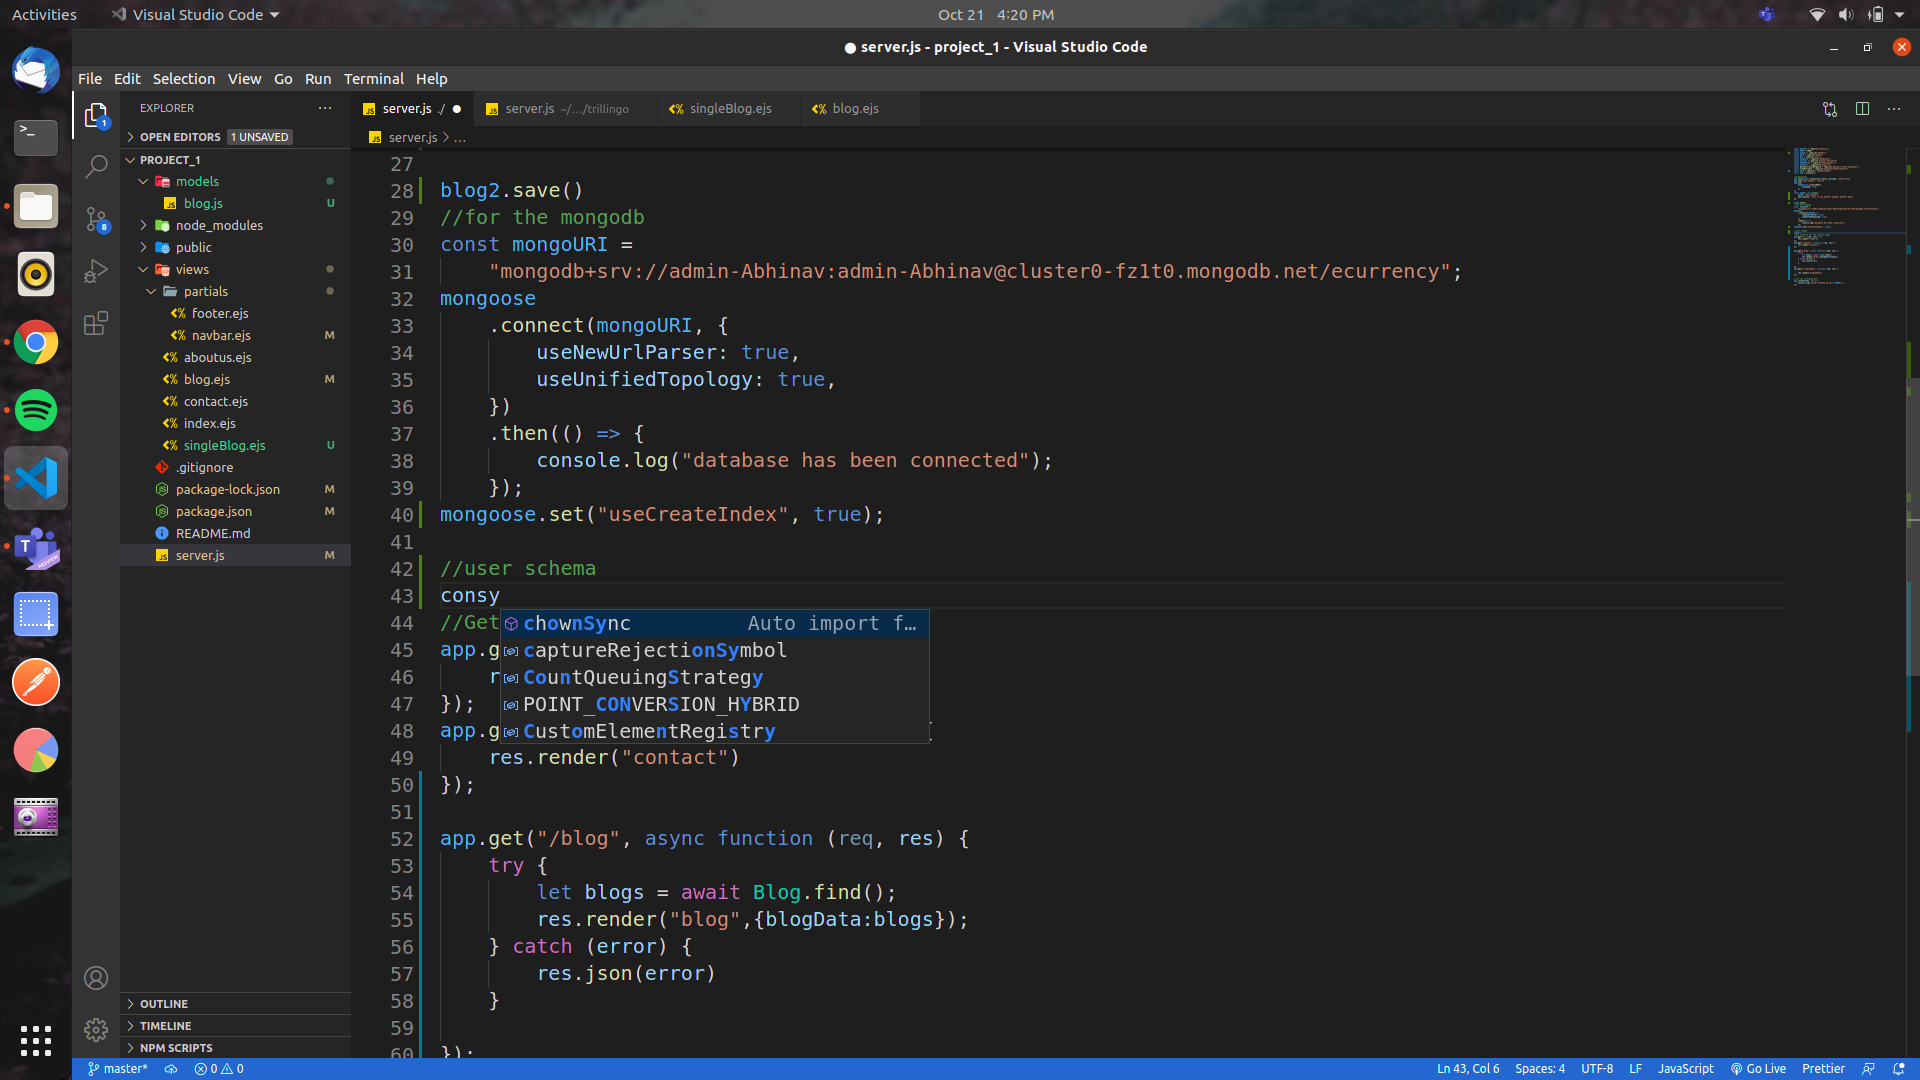 Activities
Visual Studio Code
Oct 21 4:20 PM
● server.js - project_1 - Visual Studio Code
File Edit Selection View Go Run Terminal Help
EXPLORER
OPEN EDITORS 1 UNSAVED
PROJECT_1
models
blog.js U
node_modules
public
views
partials
footer.ejs
navbar.ejs M
aboutus.ejs
blog.ejs M
contact.ejs
index.ejs
singleBlog.ejs U
.gitignore
package-lock.json M
package.json M
README.md
server.js M
OUTLINE
TIMELINE
NPM SCRIPTS
server.js ./ ●
server.js ~/.../trillingo
singleBlog.ejs
blog.ejs
server.js > ...
27
28 blog2.save()
29 //for the mongodb
30 const mongoURI =
31 "mongodb+srv://admin-Abhinav:admin-Abhinav@cluster0-fz1t0.mongodb.net/ecurrency";
32 mongoose
33 .connect(mongoURI, {
34 useNewUrlParser: true,
35 useUnifiedTopology: true,
36 })
37 .then(() => {
38 console.log("database has been connected");
39 });
40 mongoose.set("useCreateIndex", true);
41
42 //user schema
43 consy
44 //Get
chownSync Auto import f…
45 app.g
captureRejectionSymbol
46 r
CountQueuingStrategy
47 });
POINT_CONVERSION_HYBRID
48 app.g
CustomElementRegistry
49 res.render("contact")
50 });
51
52 app.get("/blog", async function (req, res) {
53 try {
54 let blogs = await Blog.find();
55 res.render("blog",{blogData:blogs});
56 } catch (error) {
57 res.json(error)
58 }
59
60 });
master* 0 0
Ln 43, Col 6 Spaces: 4 UTF-8 LF JavaScript Go Live Prettier